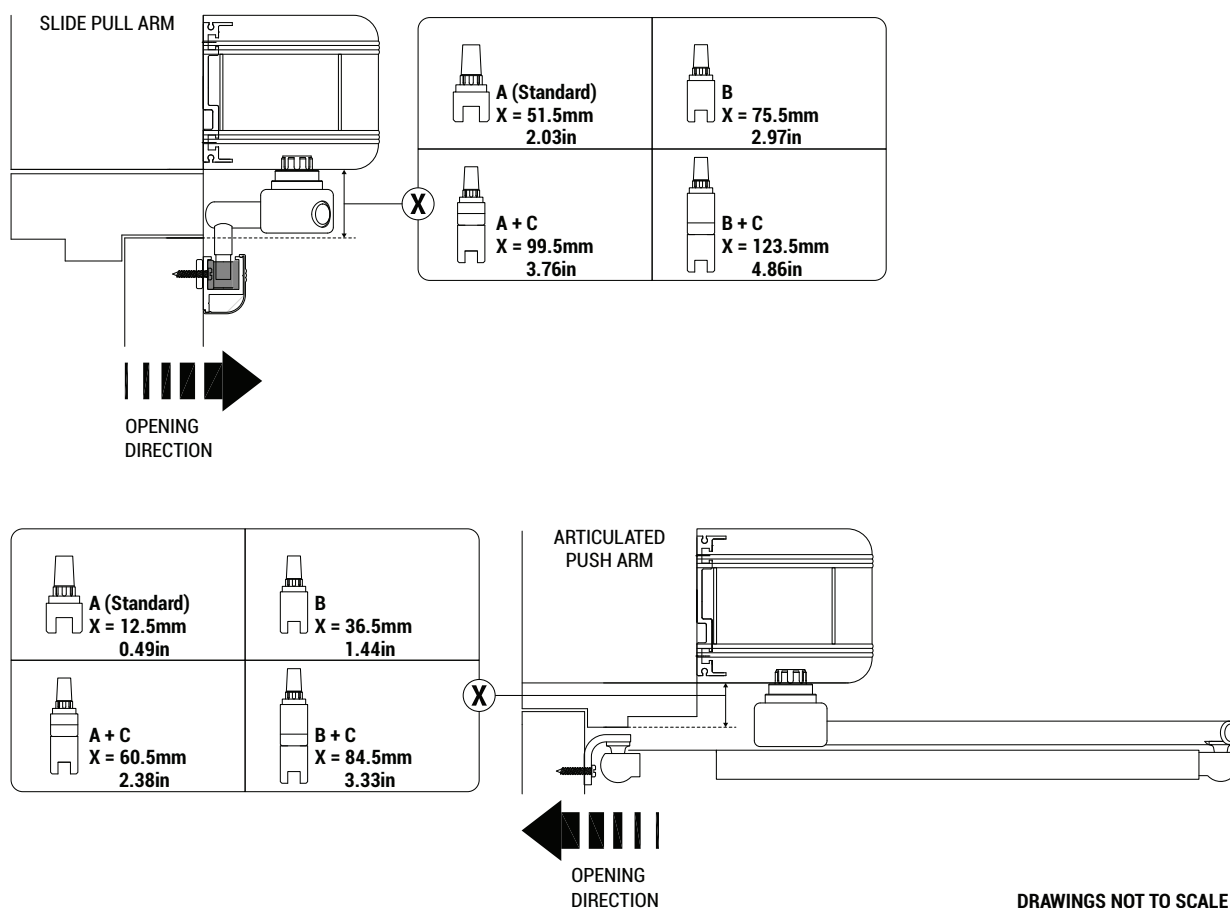 SLIDE PULL ARM
A (Standard)
X = 51.5mm
2.03in
B
X = 75.5mm
2.97in
A + C
X = 99.5mm
3.76in
B + C
X = 123.5mm
4.86in
X
OPENING
DIRECTION
A (Standard)
X = 12.5mm
0.49in
B
X = 36.5mm
1.44in
A + C
X = 60.5mm
2.38in
B + C
X = 84.5mm
3.33in
X
ARTICULATED
PUSH ARM
OPENING
DIRECTION
DRAWINGS NOT TO SCALE